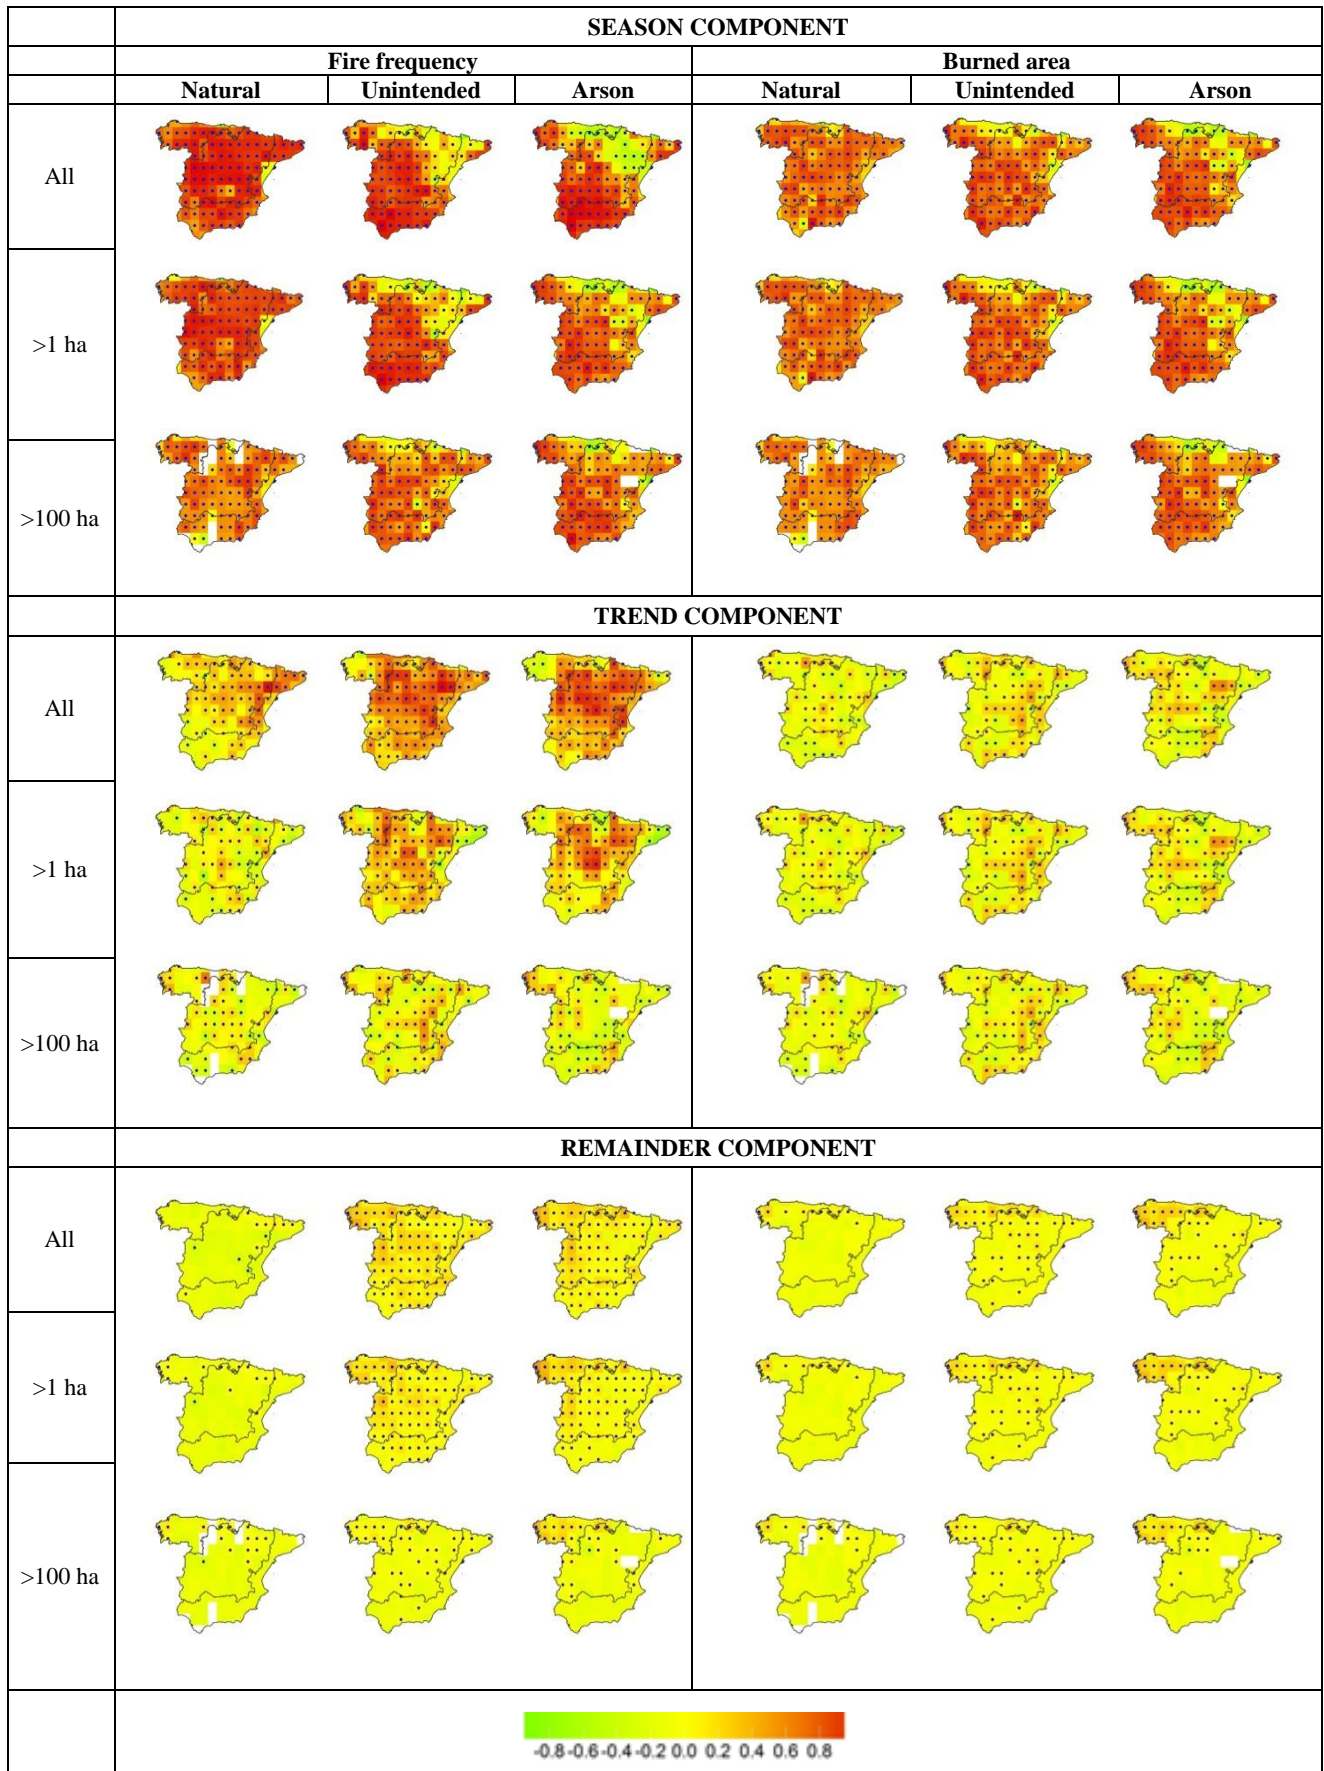 SEASON COMPONENT
Fire frequency Burned area
Natural Unintended Arson Natural Unintended Arson
All
>1 ha
>100 ha
TREND COMPONENT
All
>1 ha
>100 ha
REMAINDER COMPONENT
All
>1 ha
>100 ha
-0.8 -0.6 -0.4 -0.2 0.0 0.2 0.4 0.6 0.8